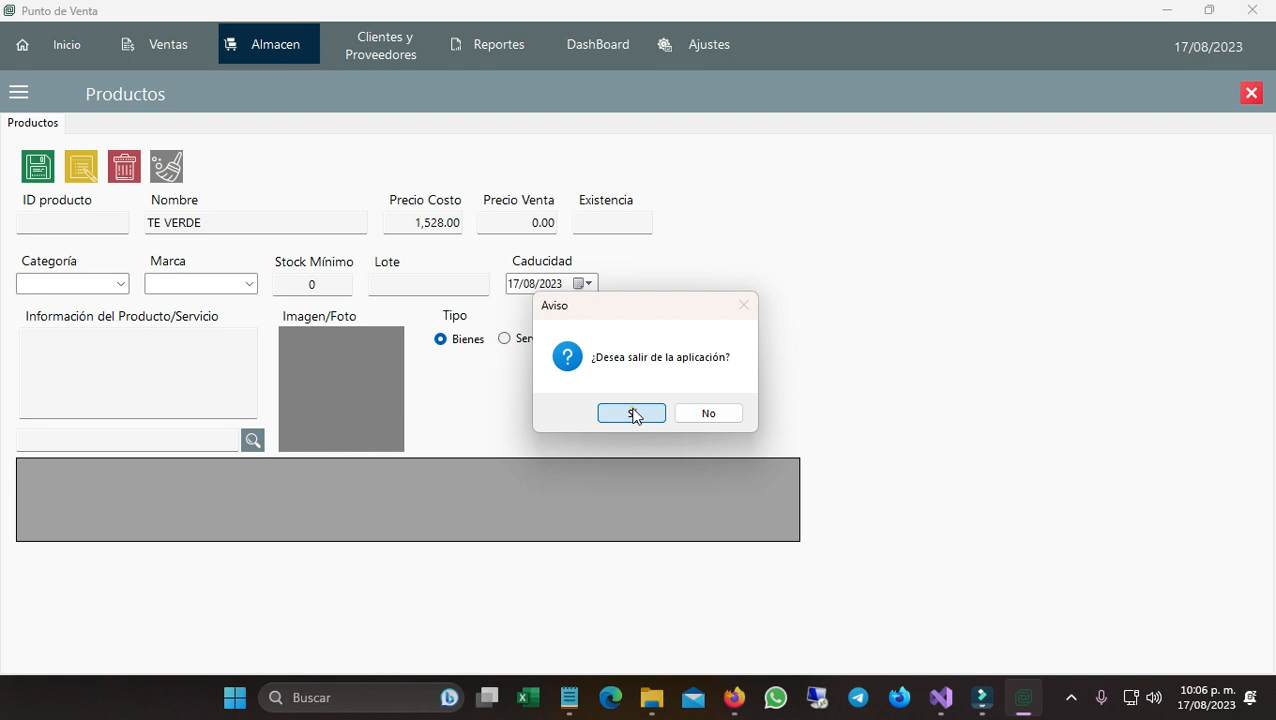 Punto de Venta
Inicio Ventas Almacen Clientes y Proveedores Reportes DashBoard Ajustes 17/08/2023
Productos
Productos
ID producto Nombre Precio Costo Precio Venta Existencia
TE VERDE 1,528.00 0.00
Categoría Marca Stock Mínimo Lote Caducidad
0 17/08/2023
Información del Producto/Servicio Imagen/Foto Tipo
Bienes
Aviso
¿Desea salir de la aplicación?
No
Buscar
10:06 p. m.
17/08/2023